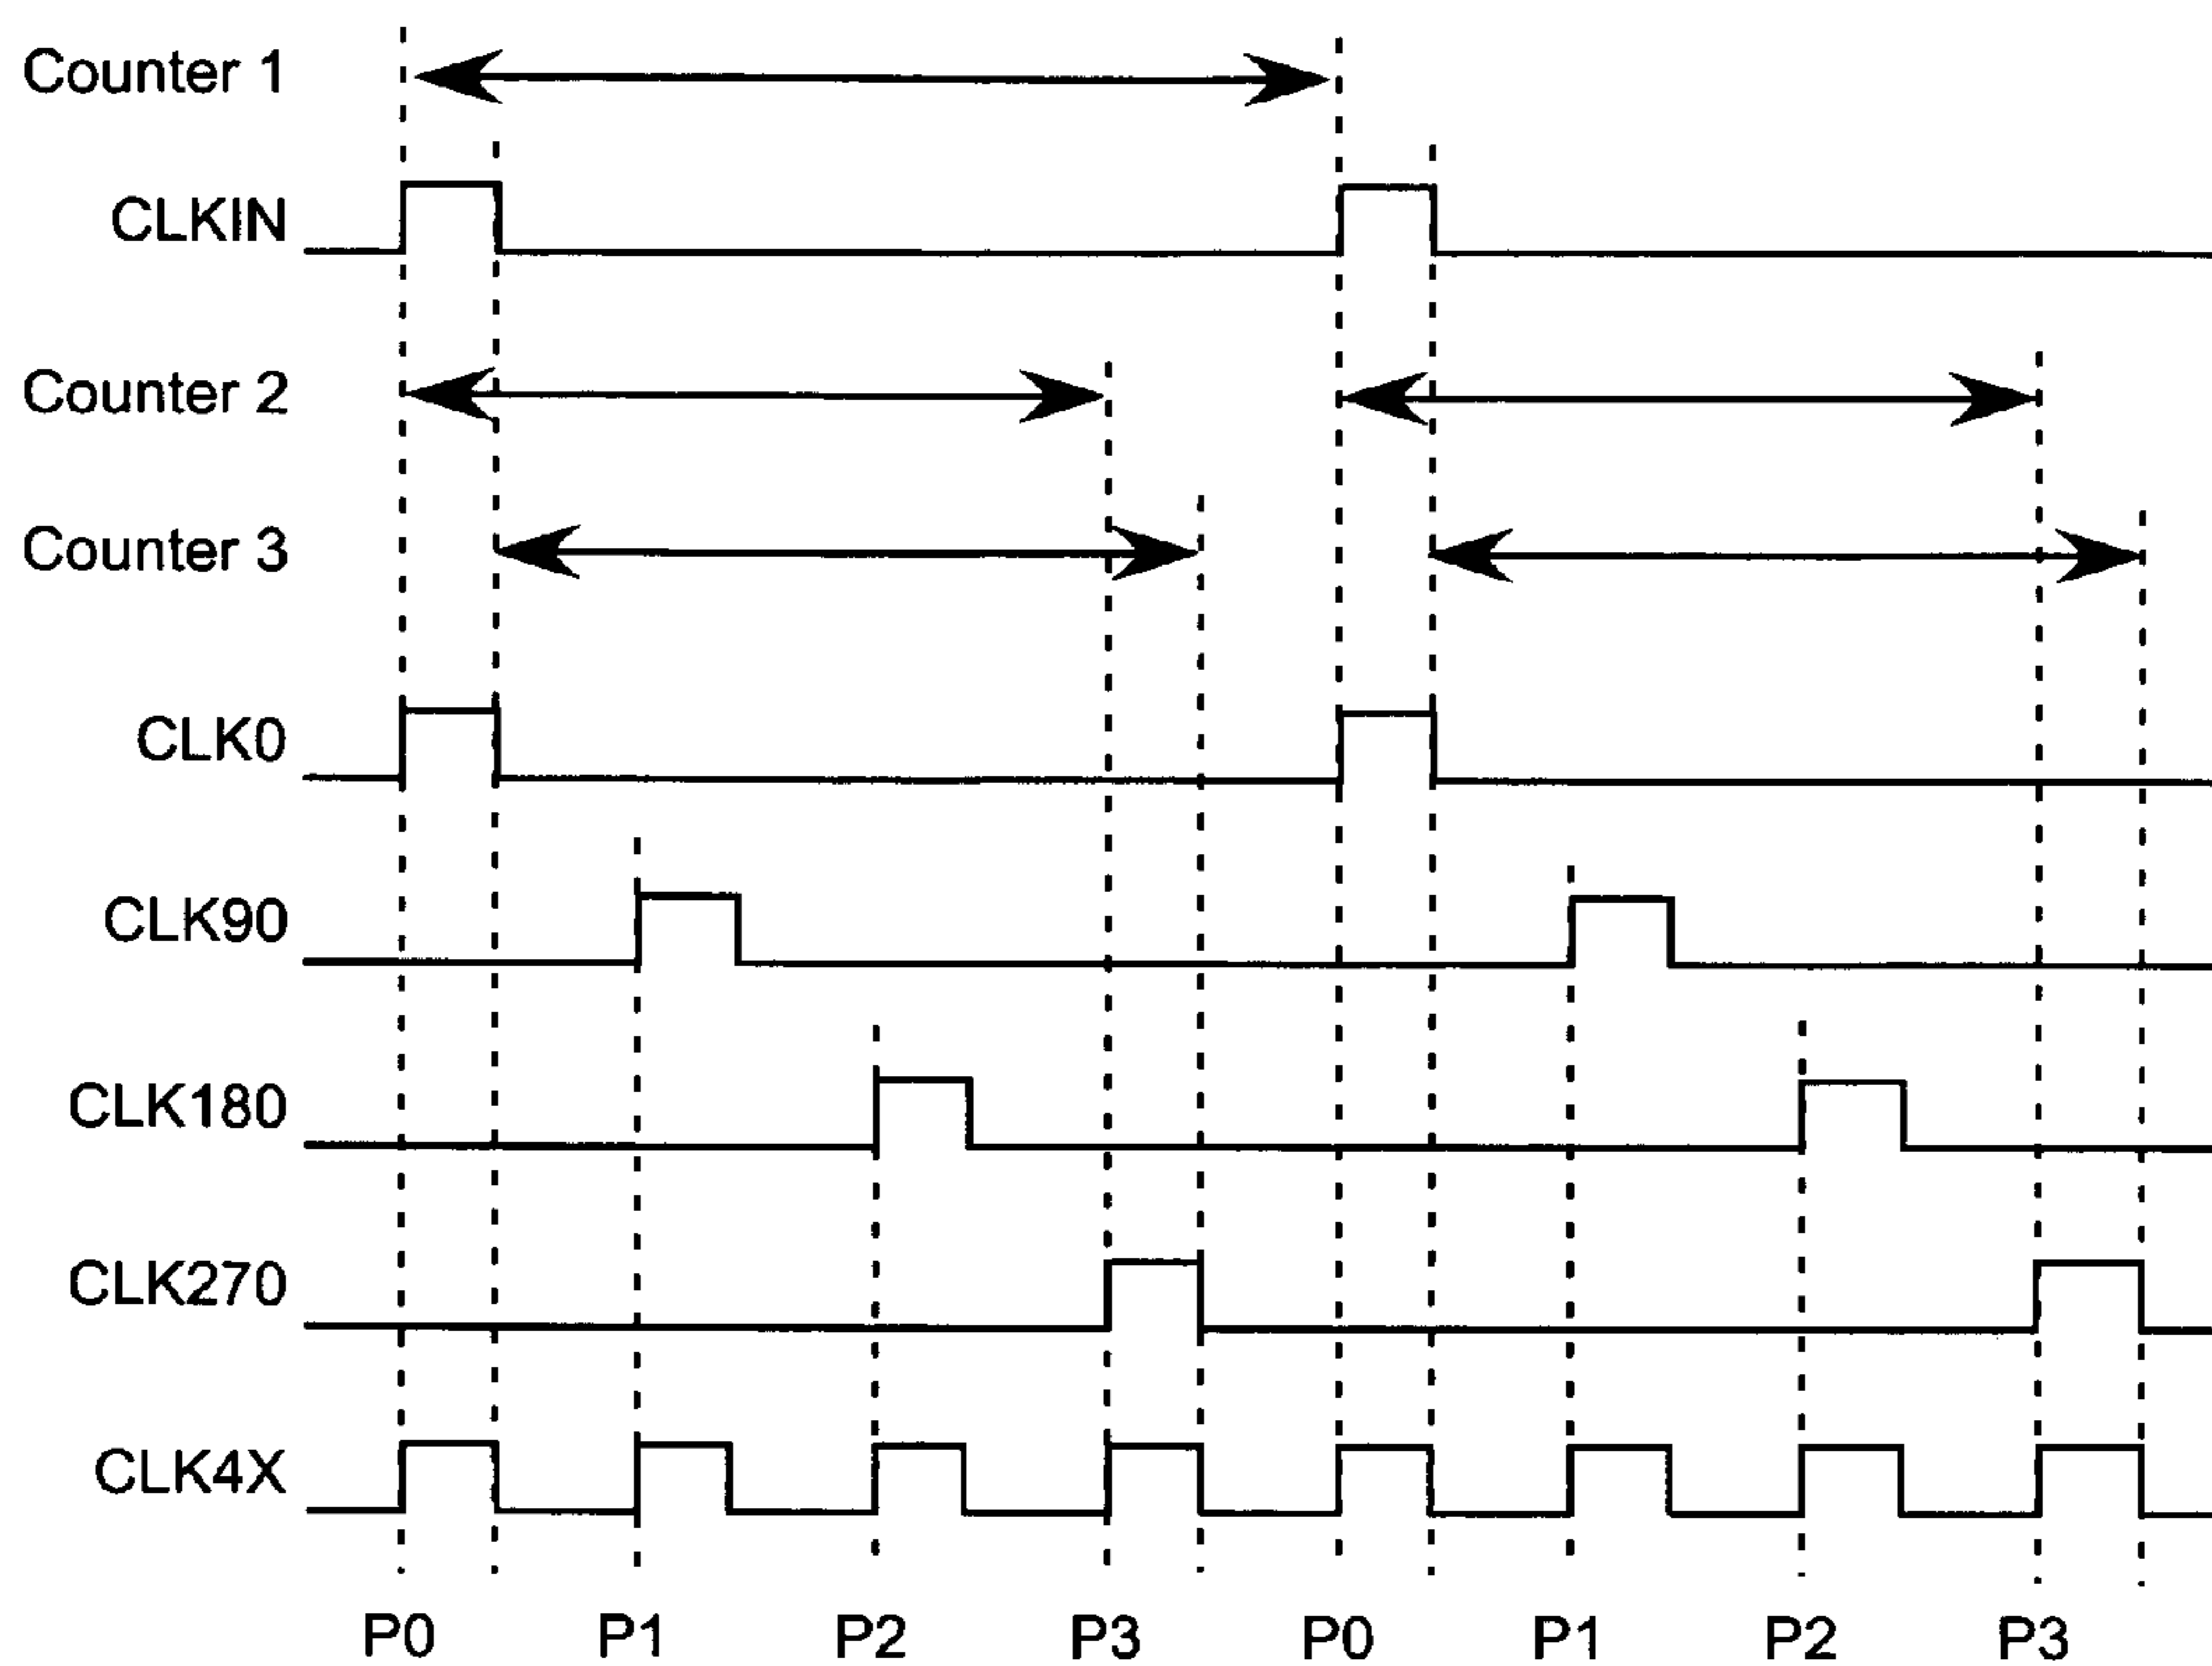 Counter 1
CLKIN
Counter 2
Counter 3
CLK0
CLK90
CLK180
CLK270
CLK4X
P0 P1 P2 P3 P0 P1 P2 P3